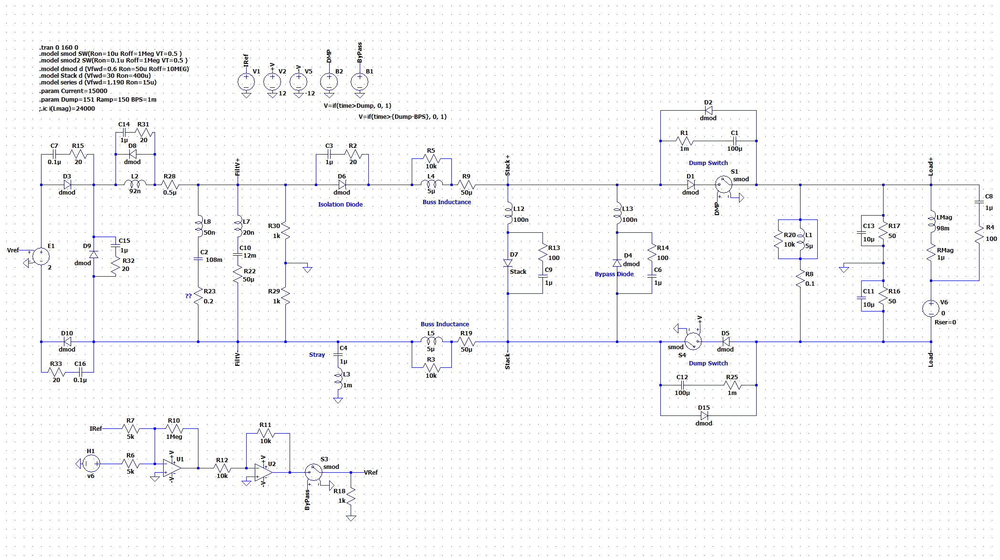 .tran 0 160 0
.model smod SW(Ron=10u Roff=1Meg VT=0.5 )
.model smod2 SW(Ron=0.1u Roff=1Meg VT=0.5 )
.model dmod d (Vfwd=0.6 Ron=50u Roff=10MEG)
.model Stack d (Vfwd=30 Ron=400u)
.model series d (Vfwd=1.190 Ron=15u)
.param Current=15000
.param Dump=151 Ramp=150 BPS=1m
;.ic i(Lmag)=24000
IRef
V1
+V
V2
12
-V
V5
-12
DMP
B2
V=if(time>Dump, 0, 1)
ByPass
B1
V=if(time>{Dump-BPS}, 0, 1)
C14
1µ
R31
20
C7
0.1µ
R15
20
D8
dmod
D3
dmod
L2
92n
R28
0.5µ
FiltV+
C3
1µ
R2
20
D6
dmod
Isolation Diode
R5
10k
L4
5µ
R9
50µ
Buss Inductance
Stack+
D2
dmod
R1
1m
C1
100µ
Dump Switch
D1
dmod
S1
smod
DMP
Load+
C8
1µ
R4
100
Vref
E1
2
D9
dmod
C15
1µ
R32
20
L8
50n
C2
108m
??
R23
0.2
L7
20n
C10
12m
R22
50µ
R30
1k
R29
1k
L12
100n
D7
Stack
R13
100
C9
1µ
L13
100n
D4
dmod
Bypass Diode
R14
100
C6
1µ
R20
10k
L1
5µ
R8
0.1
C13
10µ
R17
50
C11
10µ
R16
50
LMag
98m
RMag
1µ
V6
0
Rser=0
D10
dmod
R33
20
C16
0.1µ
FiltV-
Stray
C4
1µ
L3
1m
Buss Inductance
L5
5µ
R19
50µ
R3
10k
Stack-
+V
smod
S4
D5
dmod
Dump Switch
C12
100µ
R25
1m
D15
dmod
Load-
IRef
R7
5k
R10
1Meg
H1
v6
R6
5k
+V
U1
-V
R12
10k
R11
10k
+V
U2
-V
S3
smod
ByPass
VRef
R18
1k